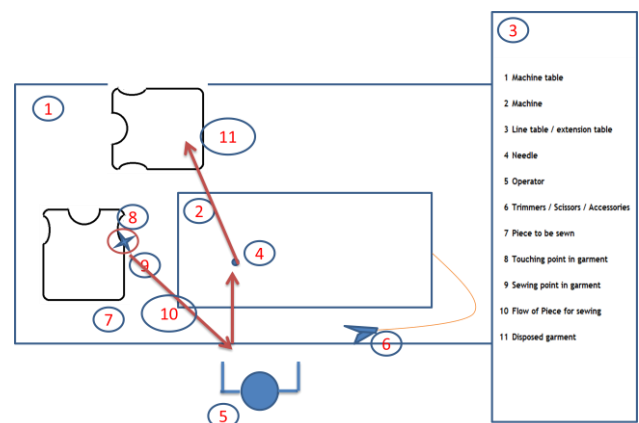 3
1 Machine table
2 Machine
3 Line table / extension table
4 Needle
5 Operator
6 Trimmers / Scissors / Accessories
7 Piece to be sewn
8 Touching point in garment
9 Sewing point in garment
10 Flow of Piece for sewing
11 Disposed garment
1
11
8
2
4
9
10
7
6
5